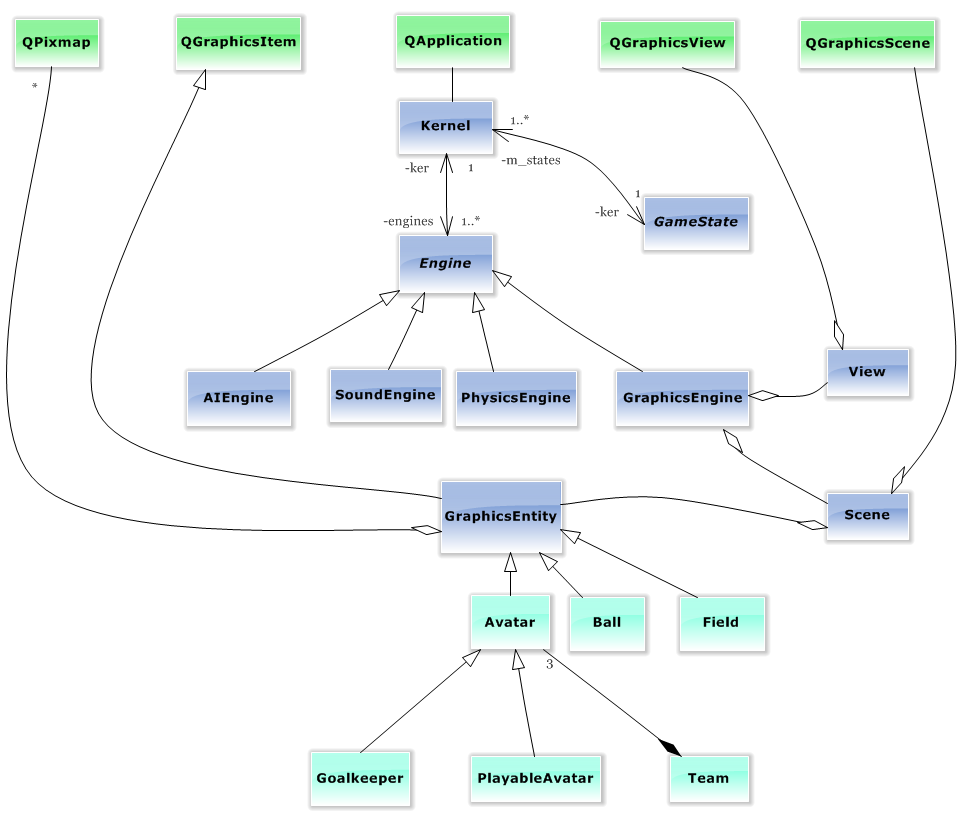 QPixmap
QGraphicsItem
QApplication
QGraphicsView
QGraphicsScene
*
Kernel
1..*
-m_states
-ker
1
1
-ker
GameState
-engines
1..*
Engine
AIEngine
SoundEngine
PhysicsEngine
GraphicsEngine
View
GraphicsEntity
Scene
Avatar
Ball
Field
3
Goalkeeper
PlayableAvatar
Team